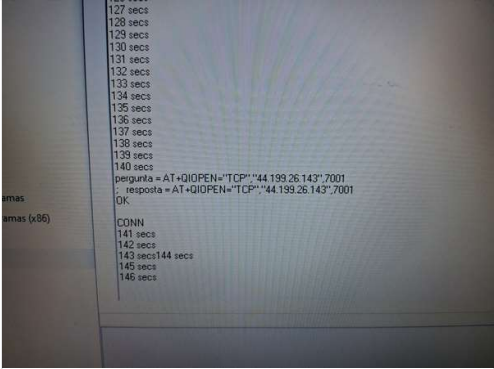 127 secs
128 secs
129 secs
130 secs
131 secs
132 secs
133 secs
134 secs
135 secs
136 secs
137 secs
138 secs
139 secs
140 secs
pergunta = AT+QIOPEN="TCP","44.199.26.143",7001
; resposta = AT+QIOPEN="TCP","44.199.26.143",7001
OK
CONN
141 secs
142 secs
143 secs144 secs
145 secs
146 secs
amas
amas (x86)